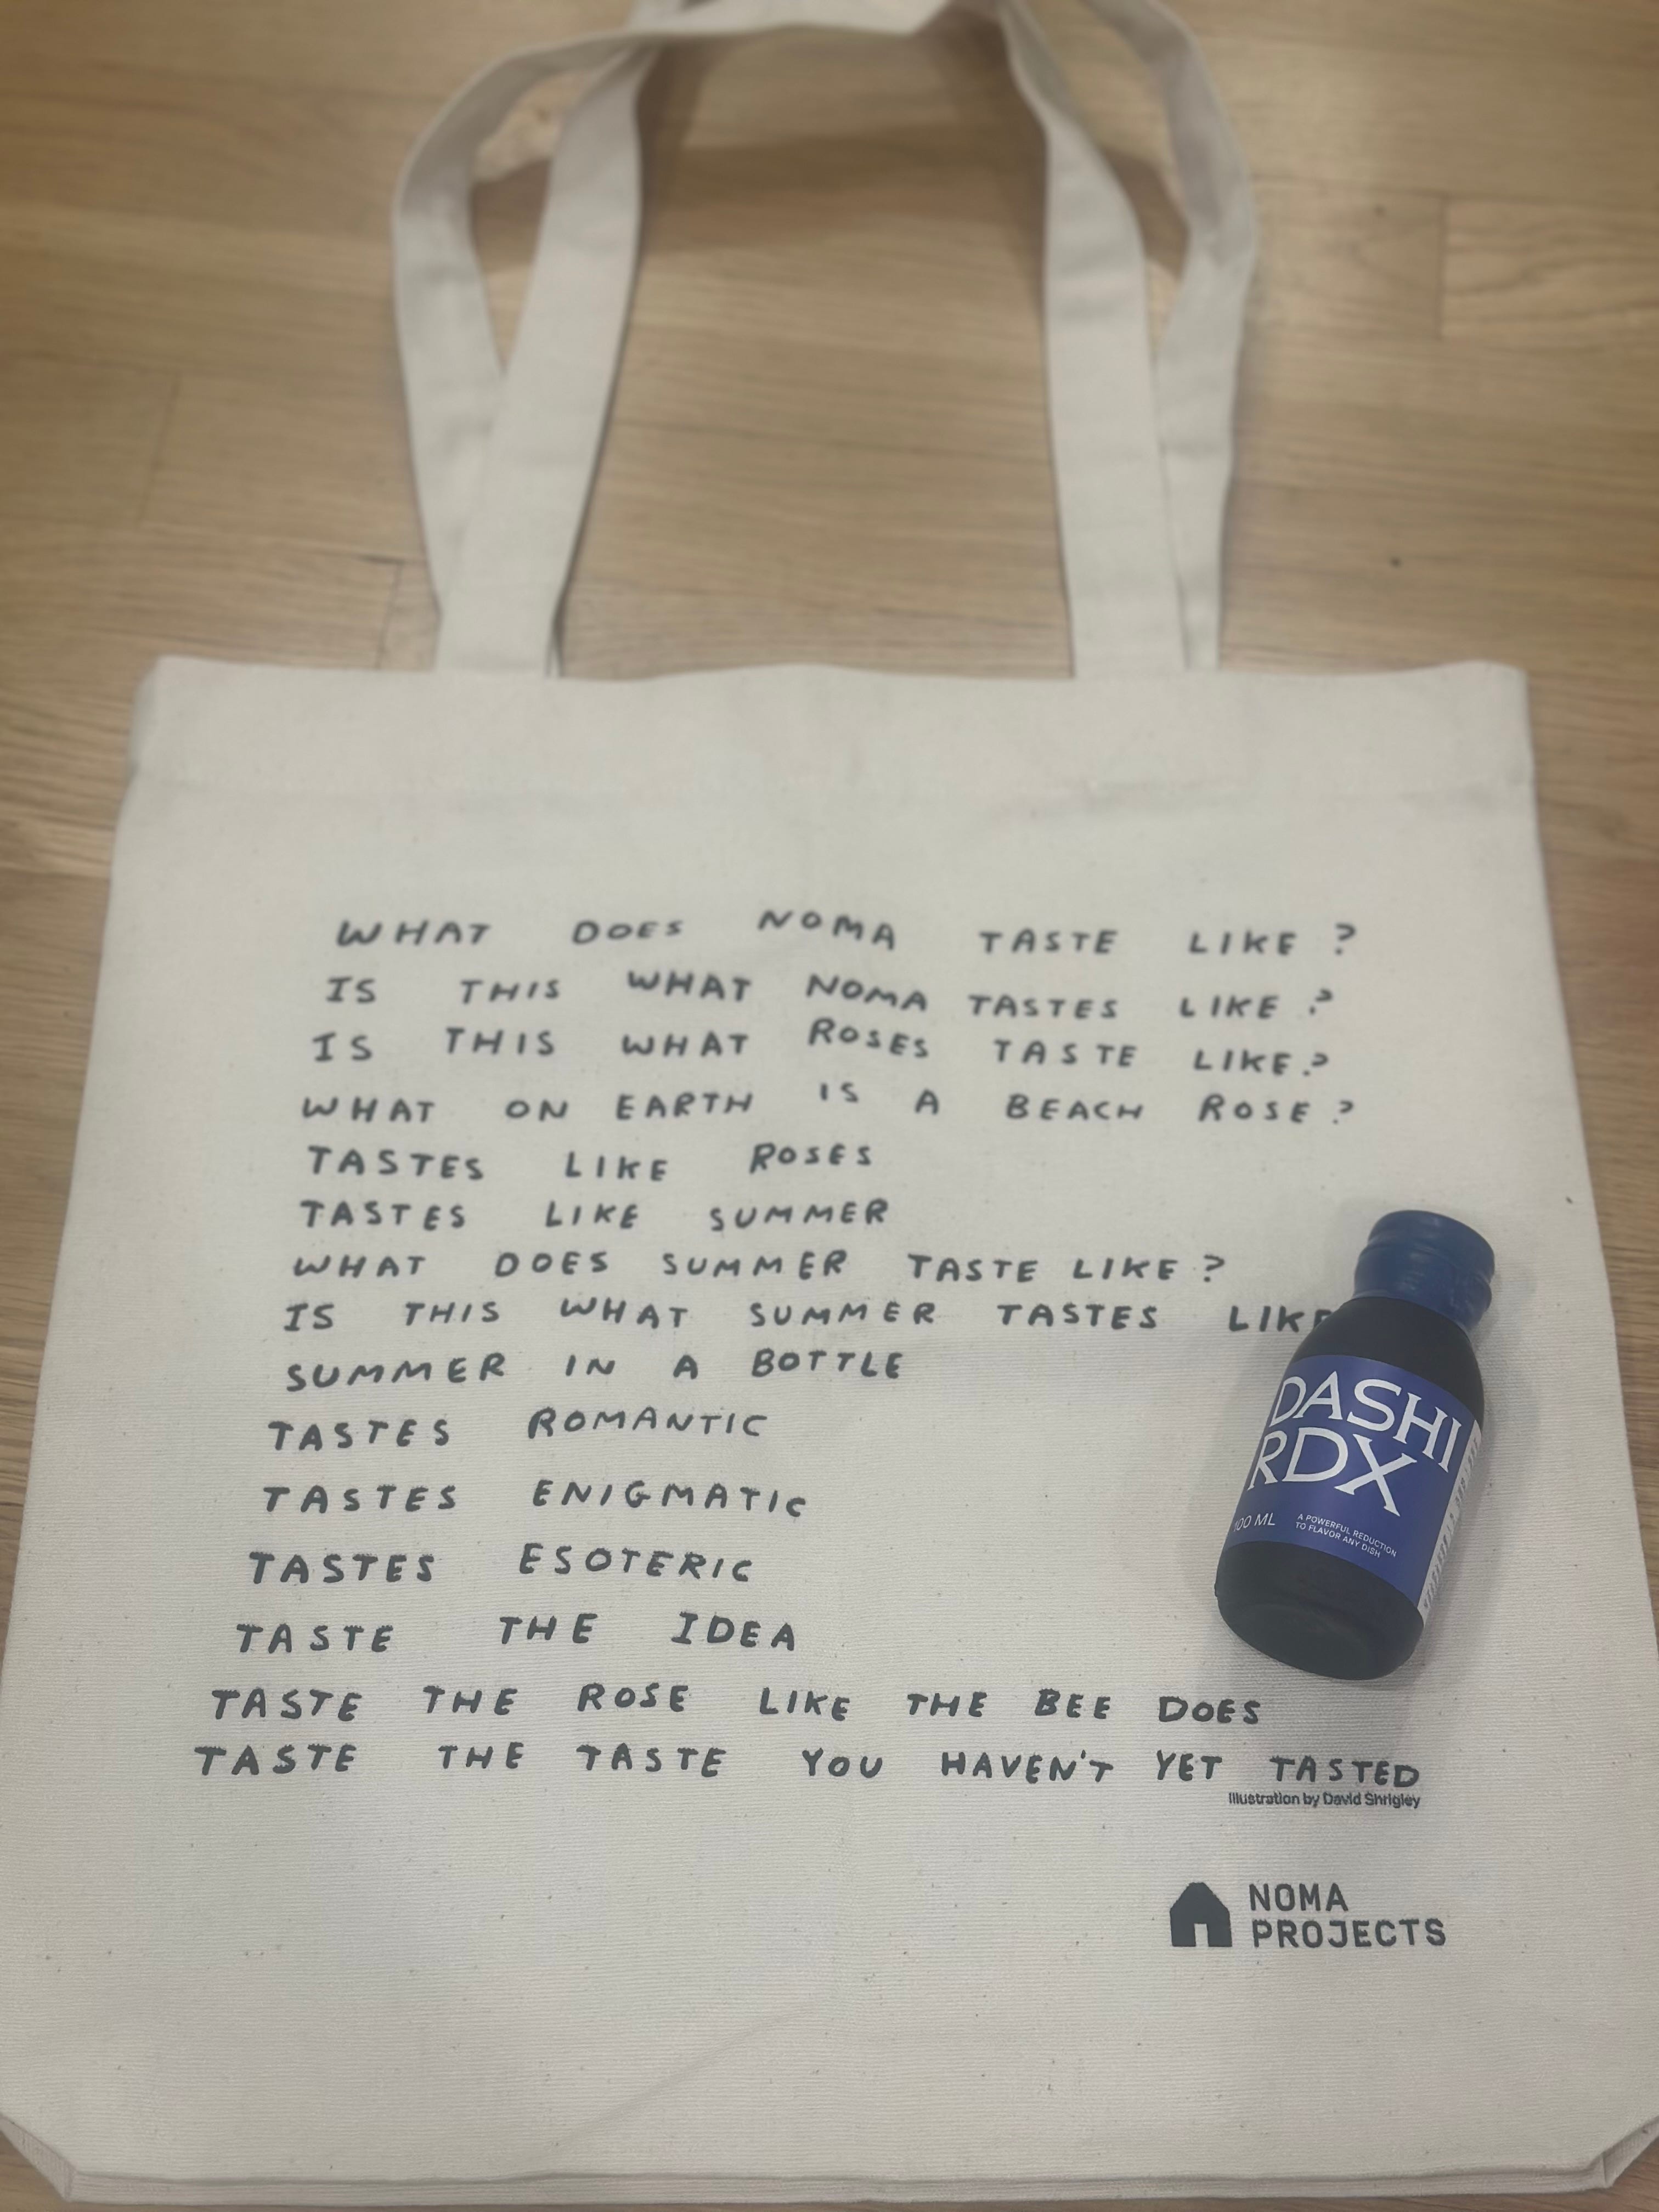 WHAT DOES NOMA TASTE LIKE?
IS THIS WHAT NOMA TASTES LIKE?
IS THIS WHAT ROSES TASTE LIKE?
WHAT ON EARTH IS A BEACH ROSE?
TASTES LIKE ROSES
TASTES LIKE SUMMER
WHAT DOES SUMMER TASTE LIKE?
IS THIS WHAT SUMMER TASTES LIKE
SUMMER IN A BOTTLE
TASTES ROMANTIC
TASTES ENIGMATIC
TASTES ESOTERIC
TASTE THE IDEA
TASTE THE ROSE LIKE THE BEE DOES
TASTE THE TASTE YOU HAVEN'T YET TASTED
Illustration by David Shrigley
NOMA
PROJECTS
DASHI
RDX
100 ML
A POWERFUL REDUCTION
TO FLAVOR ANY DISH